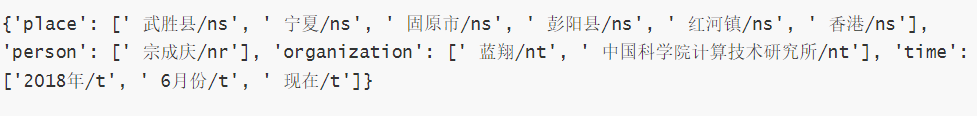 {'place': [' 武胜县/ns', ' 宁夏/ns', ' 固原市/ns', ' 彭阳县/ns', ' 红河镇/ns', ' 香港/ns'],
'person': [' 宗成庆/nr'], 'organization': [' 蓝翔/nt', ' 中国科学院计算技术研究所/nt'], 'time':
['2018年/t', ' 6月份/t', ' 现在/t']}